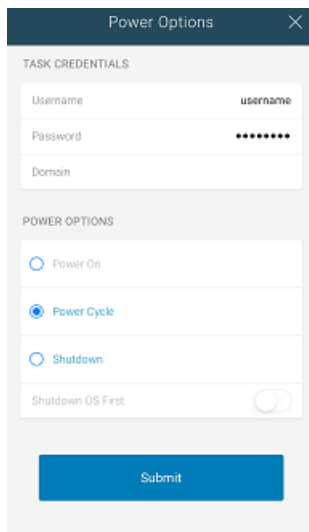 Power Options
TASK CREDENTIALS
Username username
Password ••••••••
Domain
POWER OPTIONS
Power On
Power Cycle
Shutdown
Shutdown OS First
Submit